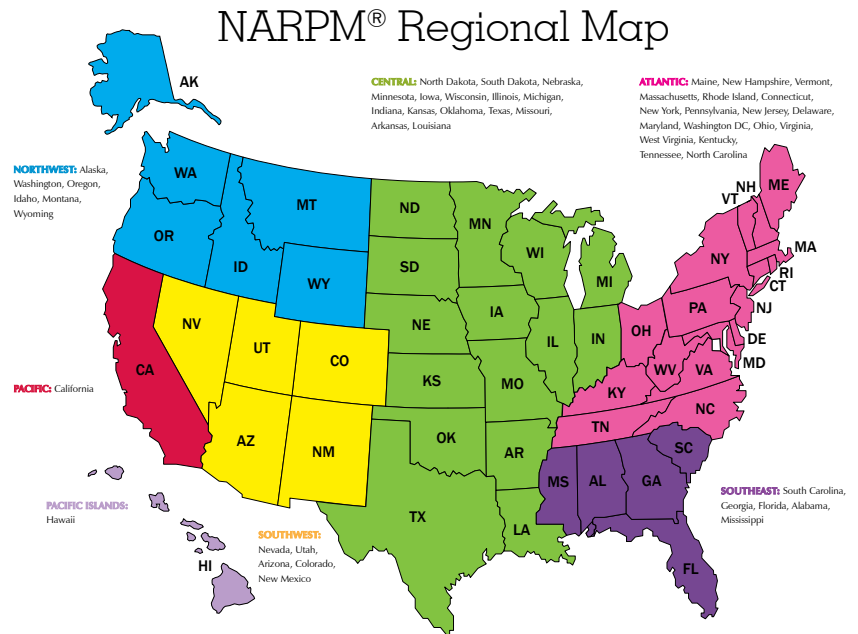 NARPM® Regional Map
CENTRAL: North Dakota, South Dakota, Nebraska,
Minnesota, Iowa, Wisconsin, Illinois, Michigan,
Indiana, Kansas, Oklahoma, Texas, Missouri,
Arkansas, Louisiana
ATLANTIC: Maine, New Hampshire, Vermont,
Massachusetts, Rhode Island, Connecticut,
New York, Pennsylvania, New Jersey, Delaware,
Maryland, Washington DC, Ohio, Virginia,
West Virginia, Kentucky,
Tennessee, North Carolina
NORTHWEST: Alaska,
Washington, Oregon,
Idaho, Montana,
Wyoming
PACIFIC: California
PACIFIC ISLANDS:
Hawaii
SOUTHWEST:
Nevada, Utah,
Arizona, Colorado,
New Mexico
SOUTHEAST: South Carolina,
Georgia, Florida, Alabama,
Mississippi
AK
WA
OR
ID
MT
WY
CA
NV
UT
CO
AZ
NM
HI
ND
SD
NE
KS
OK
TX
MN
IA
MO
AR
LA
WI
IL
MI
IN
OH
KY
TN
WV
VA
NC
PA
NY
VT
NH
ME
MA
RI
CT
NJ
DE
MD
MS
AL
GA
SC
FL